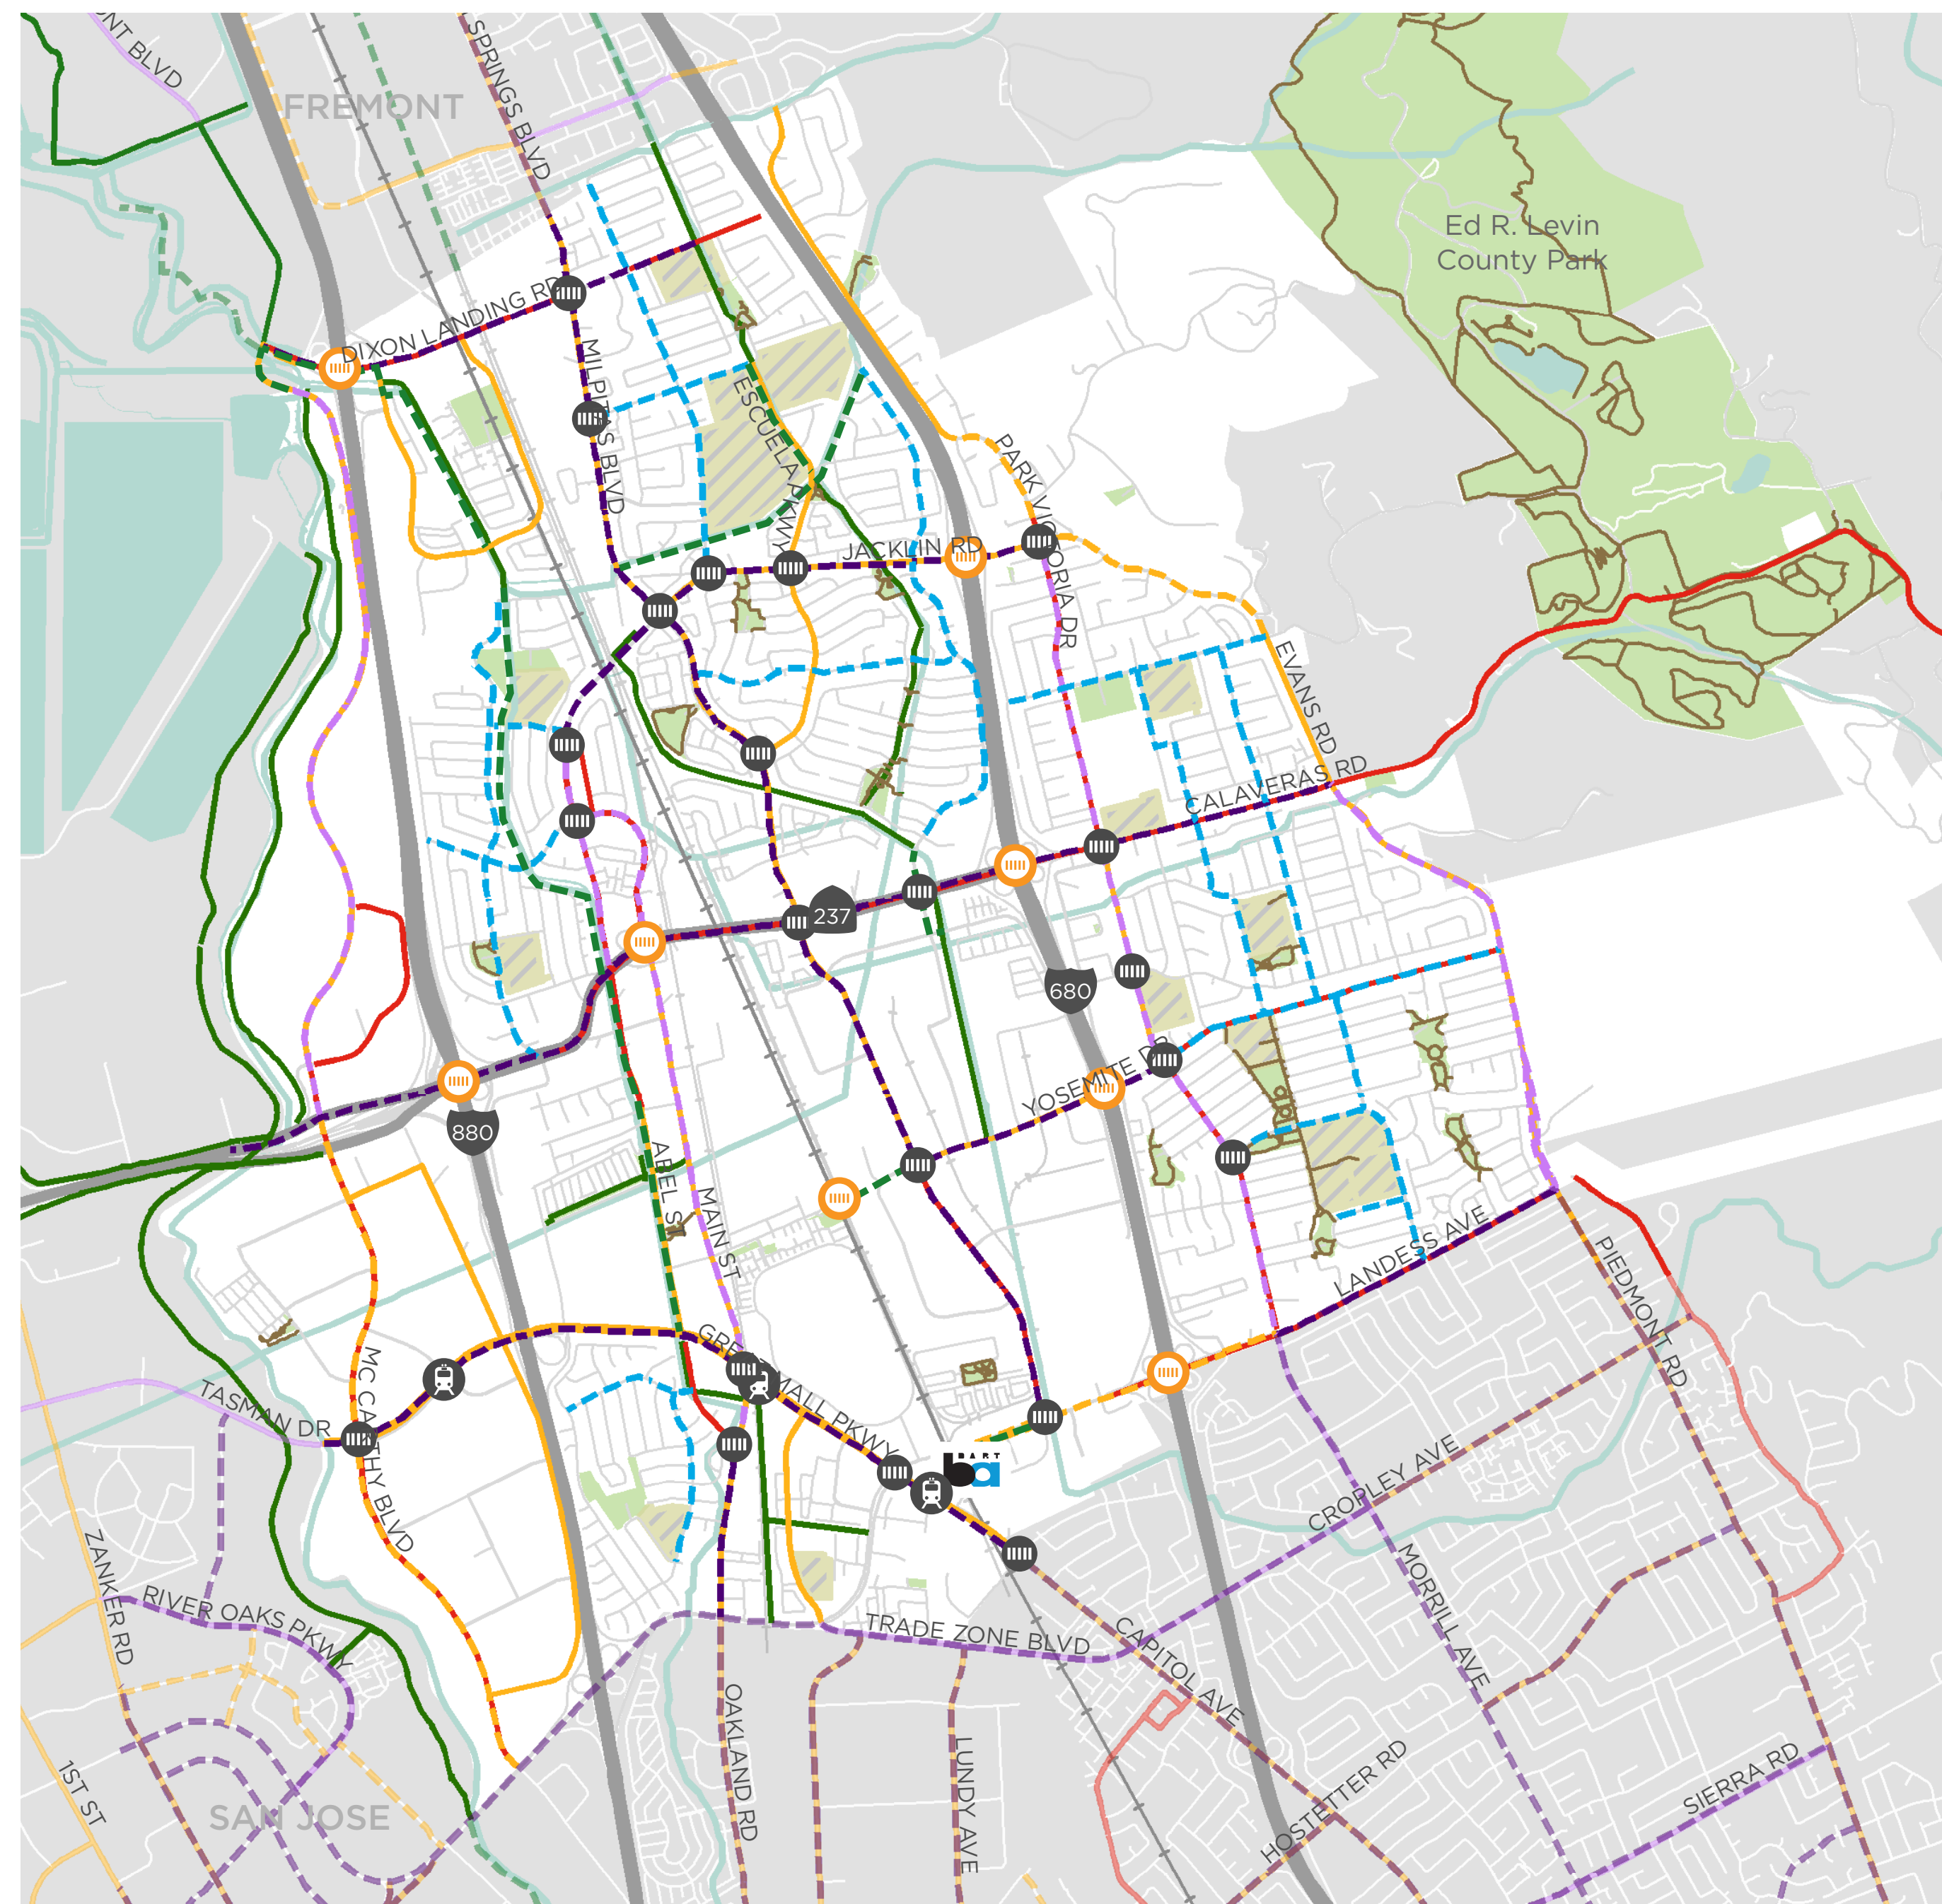 ONT BLVD
SPRINGS BLVD
FREMONT
Ed R. Levin
County Park
DIXON LANDING RD
MILPITAS BLVD
ESCUELA PKWY
PARK VICTORIA DR
JACKLIN RD
EVANS RD
CALAVERAS RD
237
680
YOSEMITE DR
880
ABEL ST
MAIN ST
LANDESS AVE
PIEDMONT RD
GREAT MALL PKWY
MC CARTHY BLVD
TASMAN DR
BART
ba
CROPLEY AVE
ZANKER RD
RIVER OAKS PKWY
MORRILL AVE
TRADE ZONE BLVD
CAPITOL AVE
OAKLAND RD
LUNDY AVE
1ST ST
SAN JOSE
HOSTETTER RD
SIERRA RD